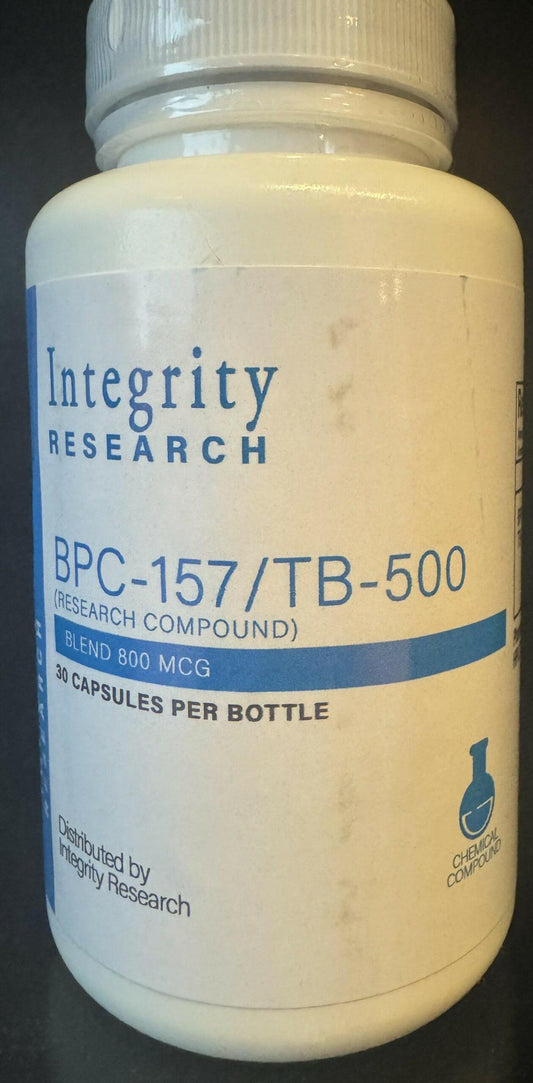 Integrity
RESEARCH
BPC-157/TB-500
(RESEARCH COMPOUND)
BLEND 800 MCG
30 CAPSULES PER BOTTLE
Distributed by
Integrity Research
CHEMICAL
COMPOUND